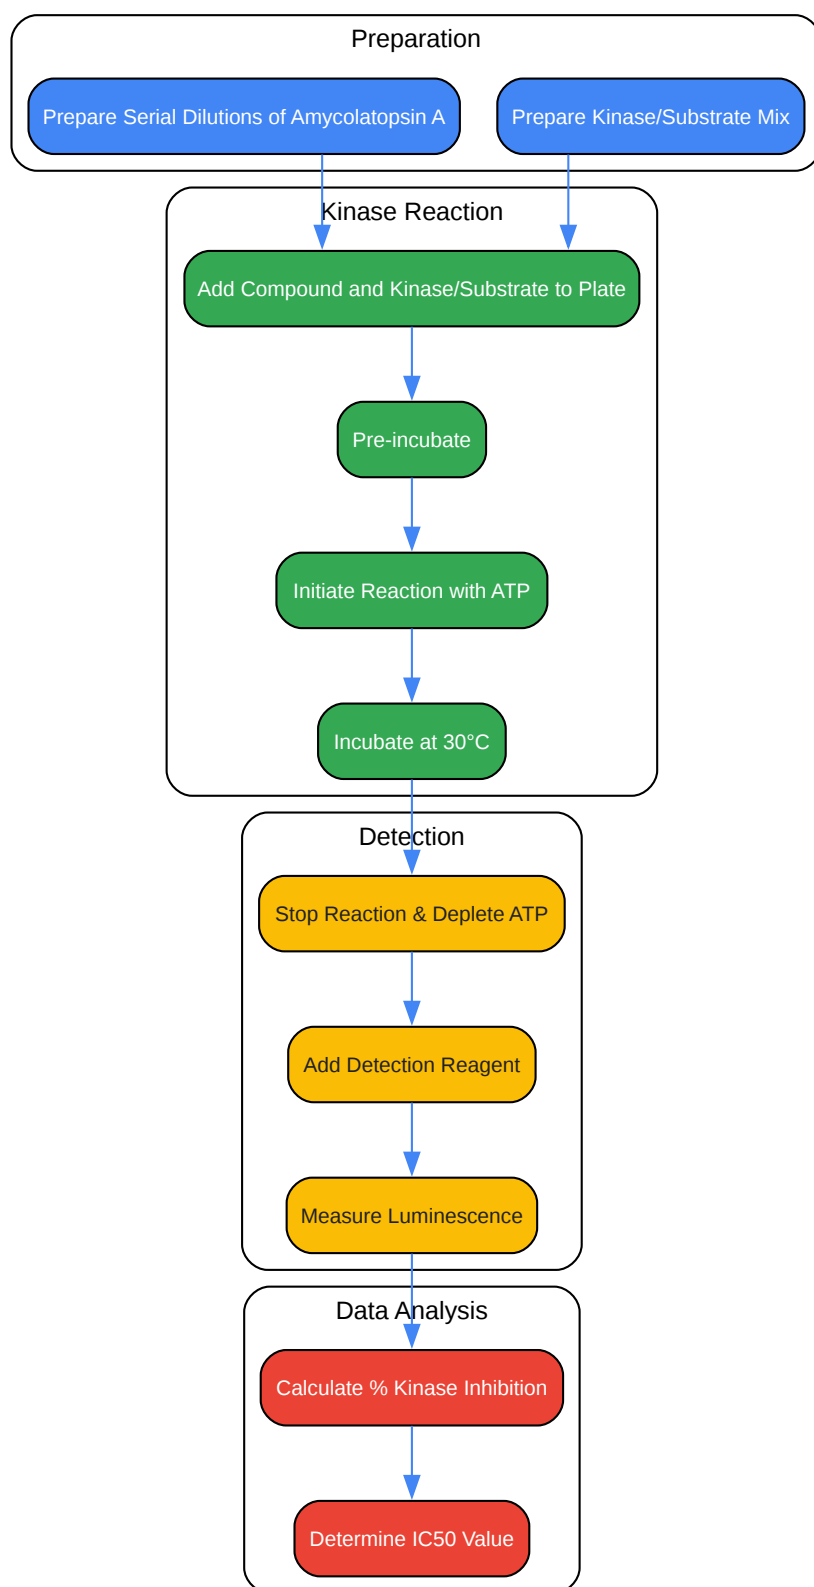 Preparation
Prepare Serial Dilutions of Amycolatopsin A
Prepare Kinase/Substrate Mix
Kinase Reaction
Add Compound and Kinase/Substrate to Plate
Pre-incubate
Initiate Reaction with ATP
Incubate at 30°C
Detection
Stop Reaction & Deplete ATP
Add Detection Reagent
Measure Luminescence
Data Analysis
Calculate % Kinase Inhibition
Determine IC50 Value